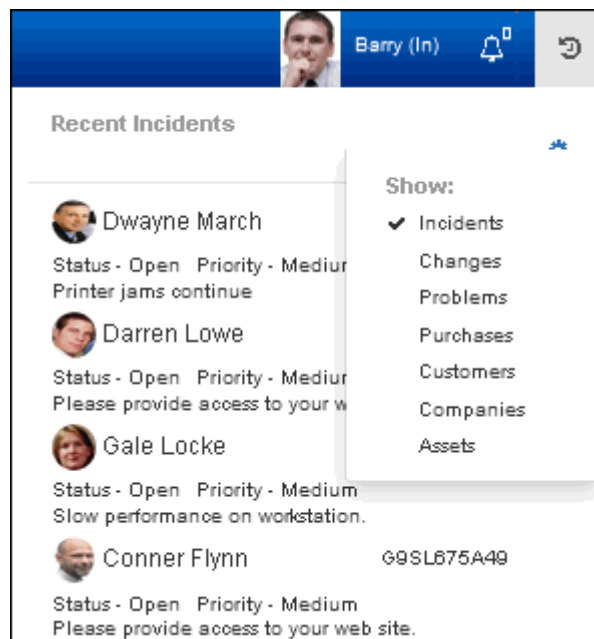 Barry (In)
0
Recent Incidents
Show:
Incidents
Changes
Problems
Purchases
Customers
Companies
Assets
Dwayne March
Status - Open Priority - Mediu
Printer jams continue
Darren Lowe
Status - Open Priority - Mediu
Please provide access to your w
Gale Locke
Status - Open Priority - Medium
Slow performance on workstation.
Conner Flynn G9SL675A49
Status - Open Priority - Medium
Please provide access to your web site.